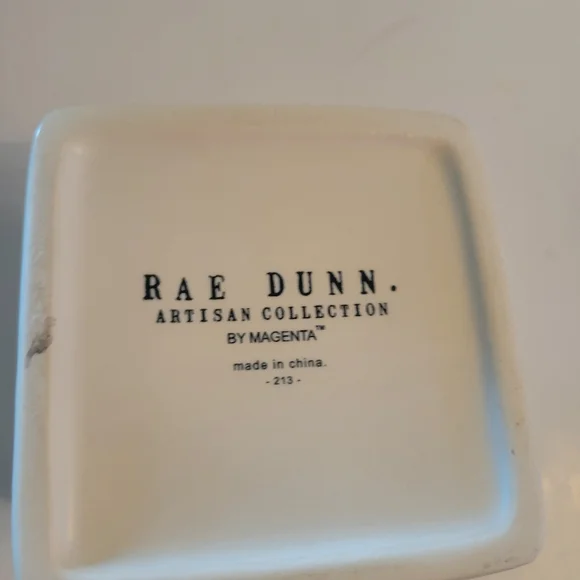 RAE DUNN.
ARTISAN COLLECTION
BY MAGENTA™
made in china.
- 213 -